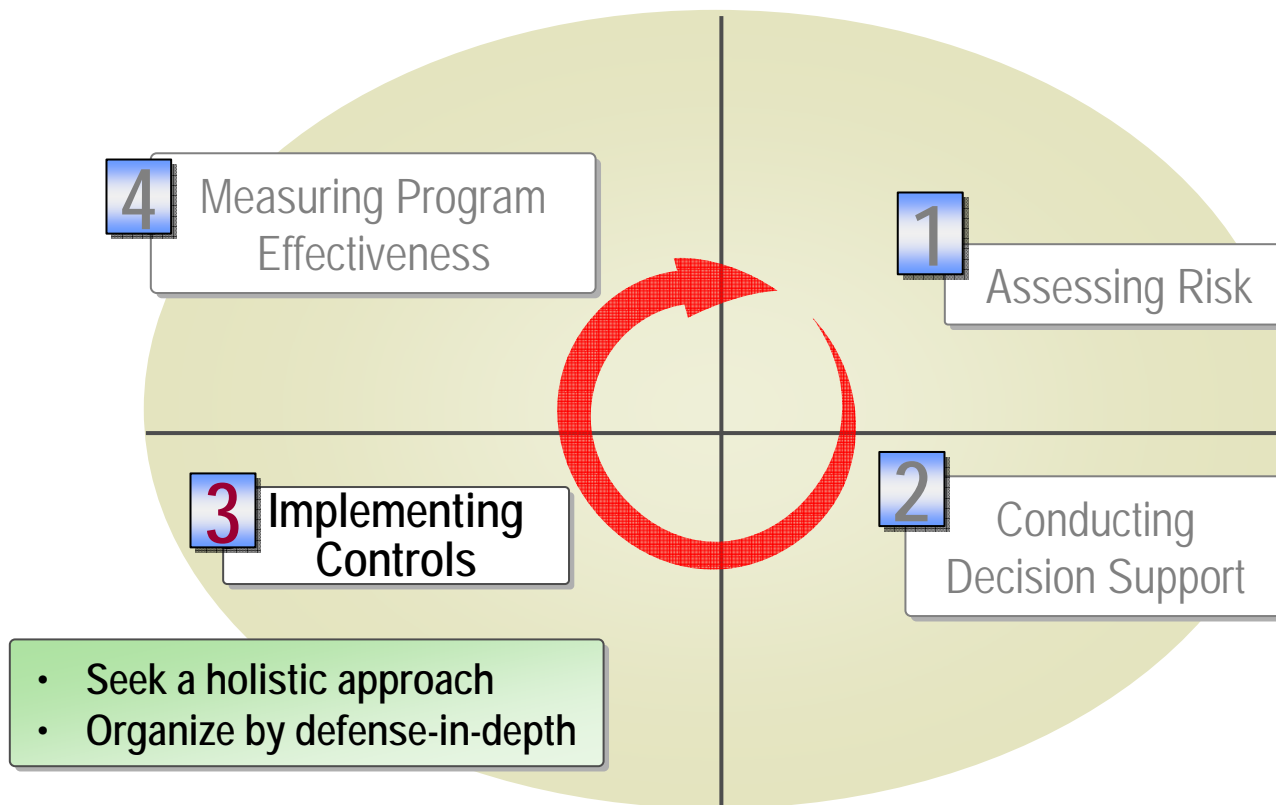 4
Measuring Program
Effectiveness
1
Assessing Risk
3
Implementing
Controls
2
Conducting
Decision Support
• Seek a holistic approach
• Organize by defense-in-depth